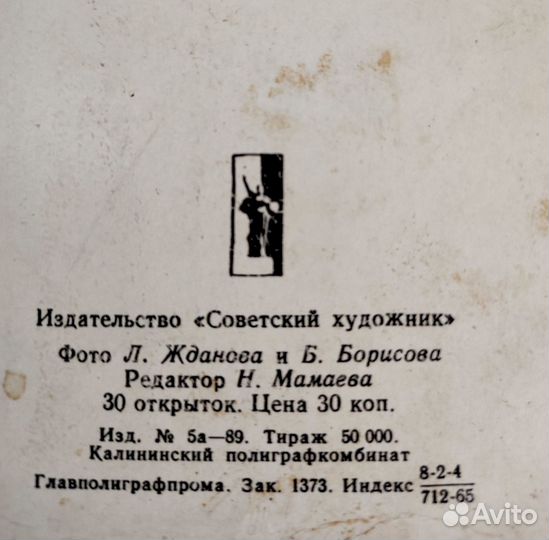 Издательство «Советский художник»
Фото Л. Жданова и Б. Борисова
Редактор Н. Мамаева
30 открыток. Цена 30 коп.
Изд. № 5а—89. Тираж 50 000.
Калининский полиграфкомбинат
Главполиграфпрома. Зак. 1373. Индекс 8-2-4
712-65
Avito